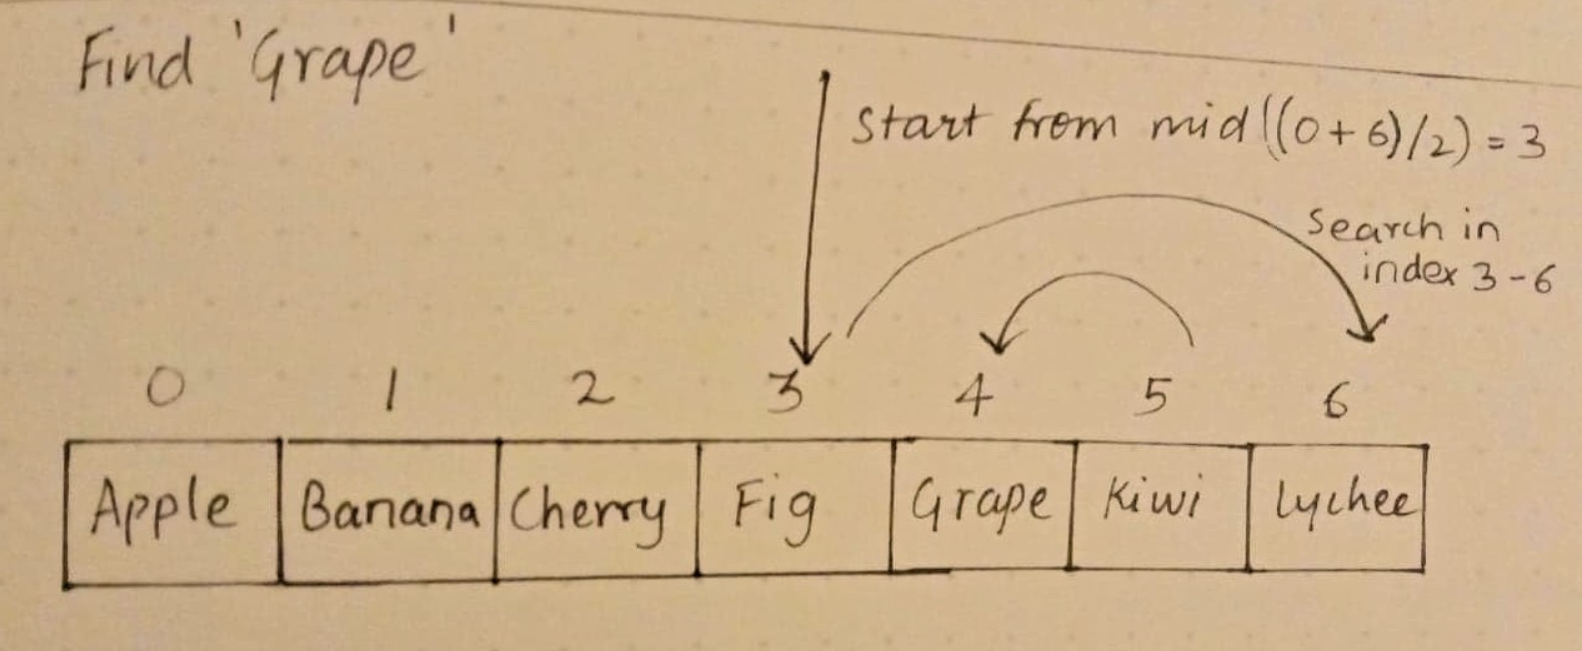 Find 'Grape'
Start from mid((0+6)/2) = 3
Search in
index 3-6
0 1 2 3 4 5 6
Apple Banana Cherry Fig Grape Kiwi Lychee